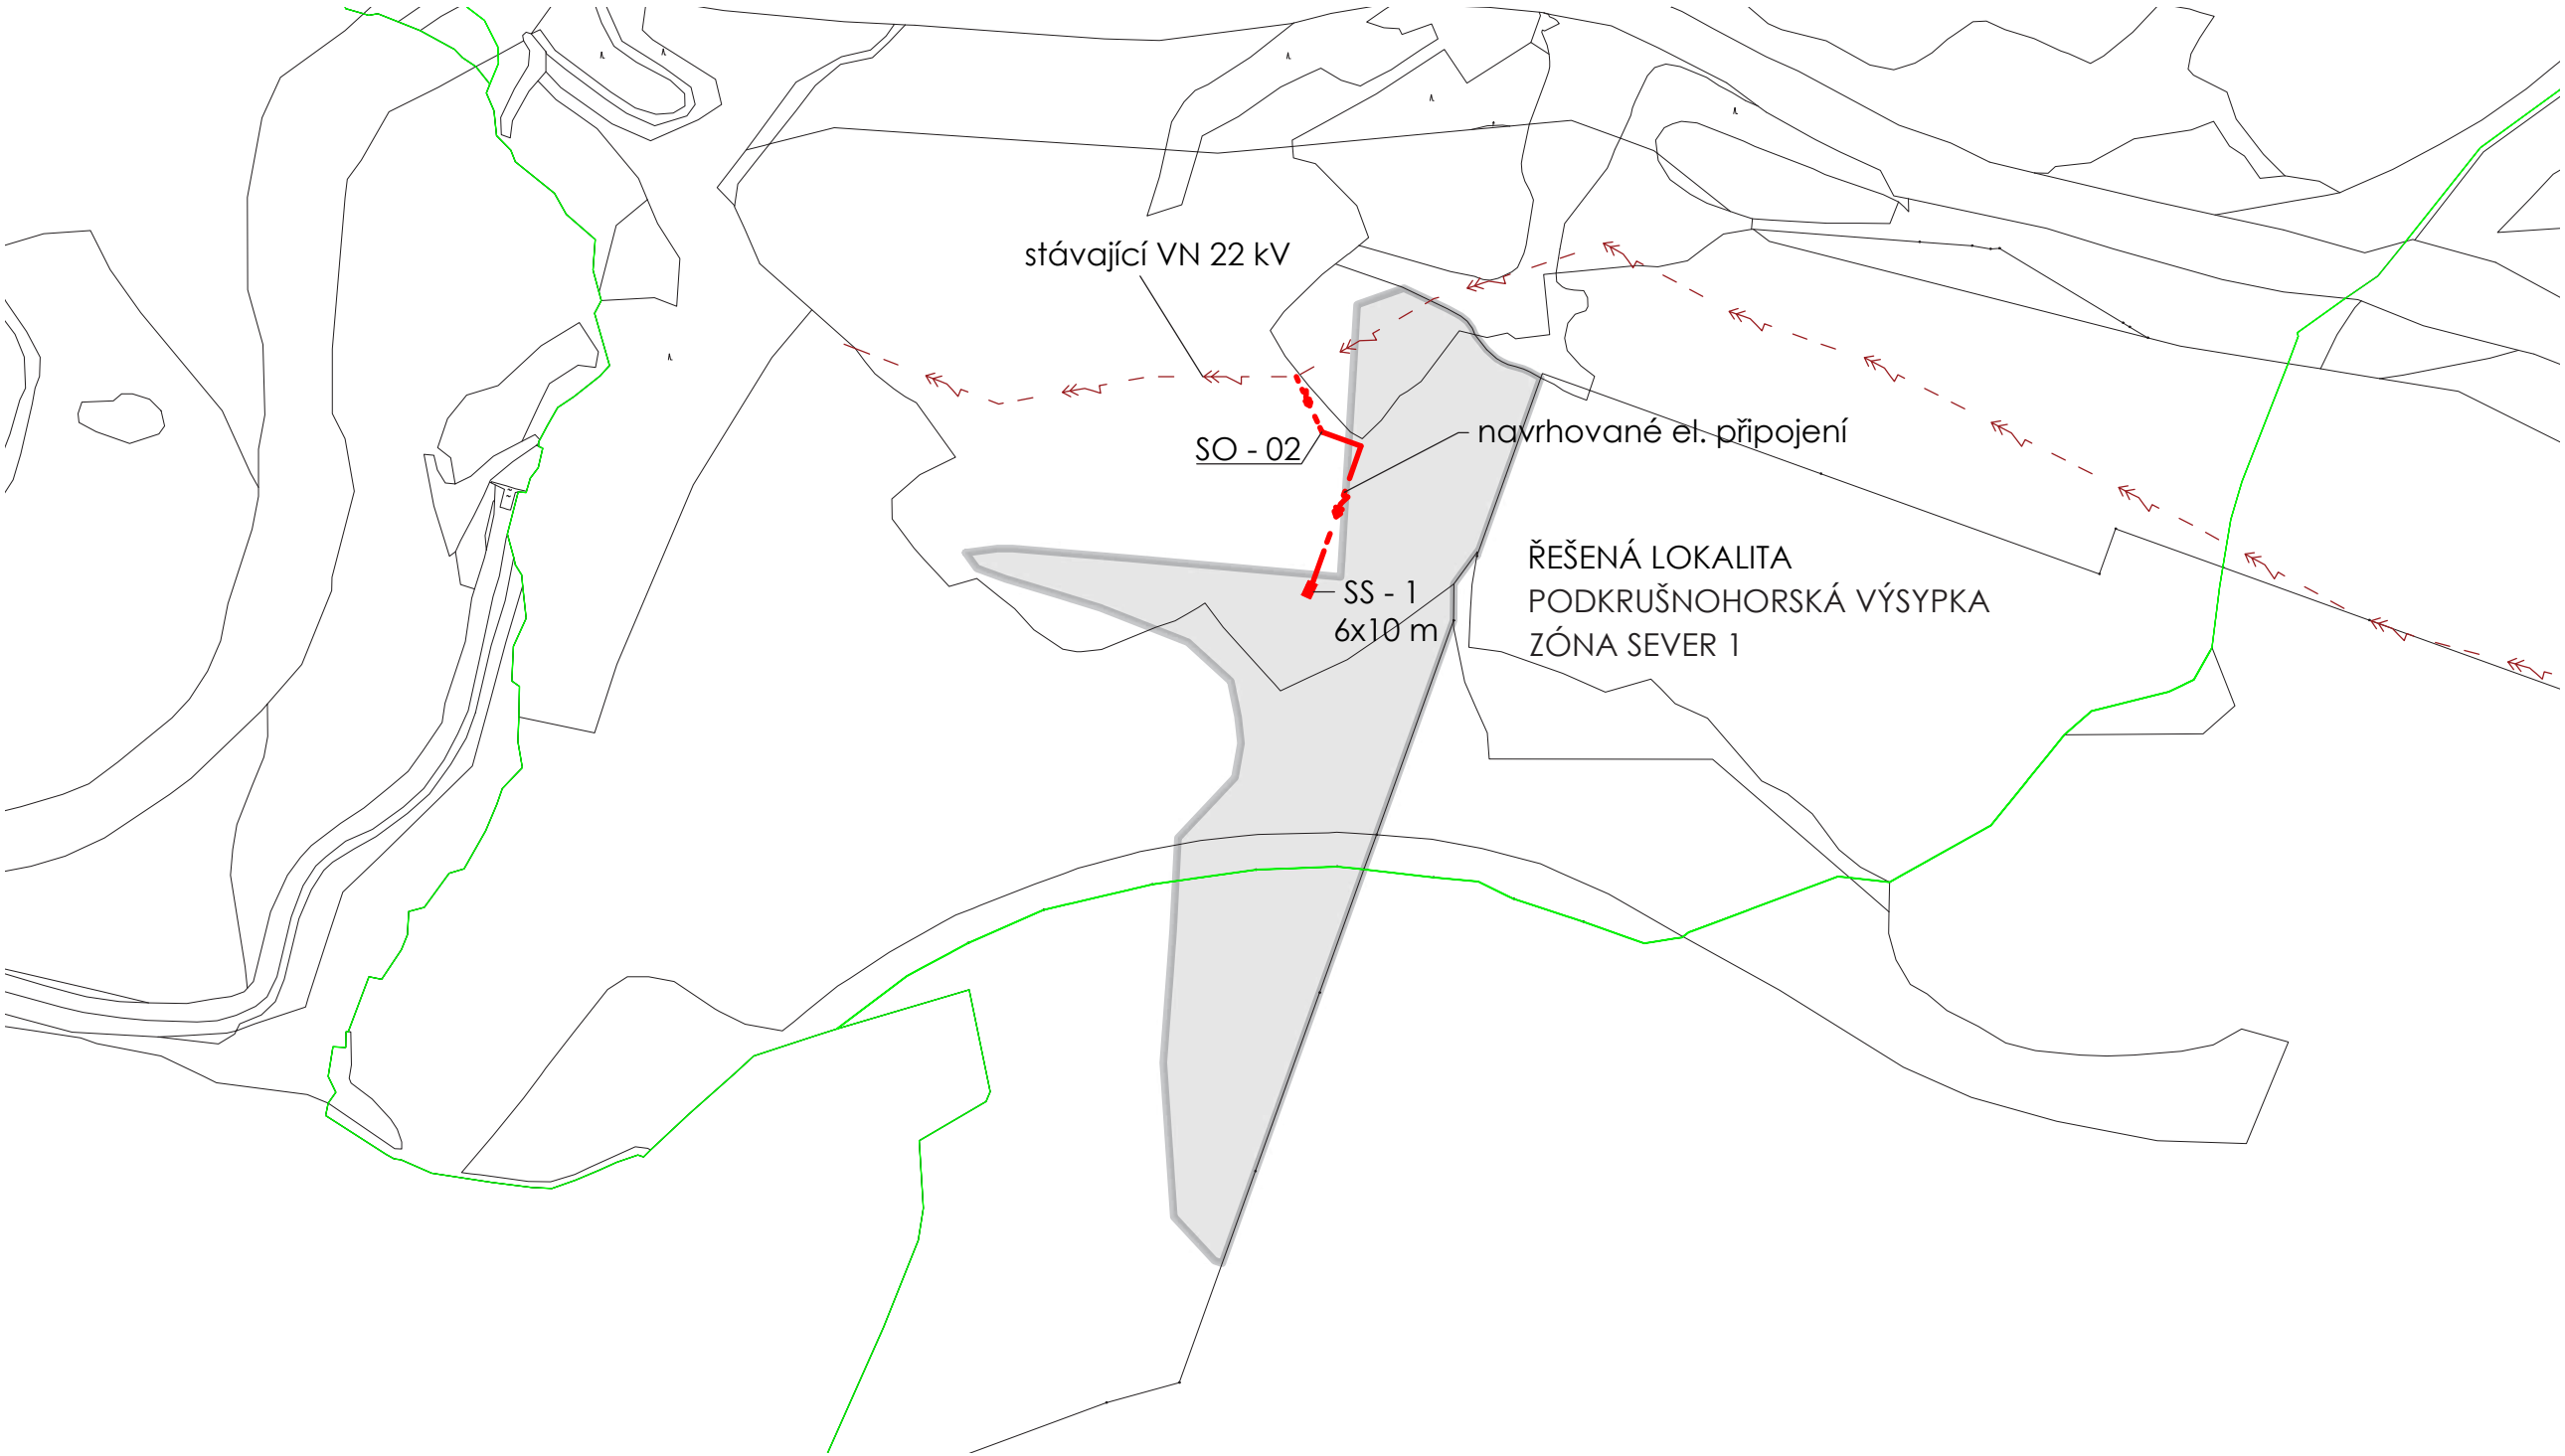 stávající VN 22 kV
SO - 02
navrhované el. připojení
SS - 1
6x10 m
ŘEŠENÁ LOKALITA
PODKRUŠNOHORSKÁ VÝSYPKA
ZÓNA SEVER 1